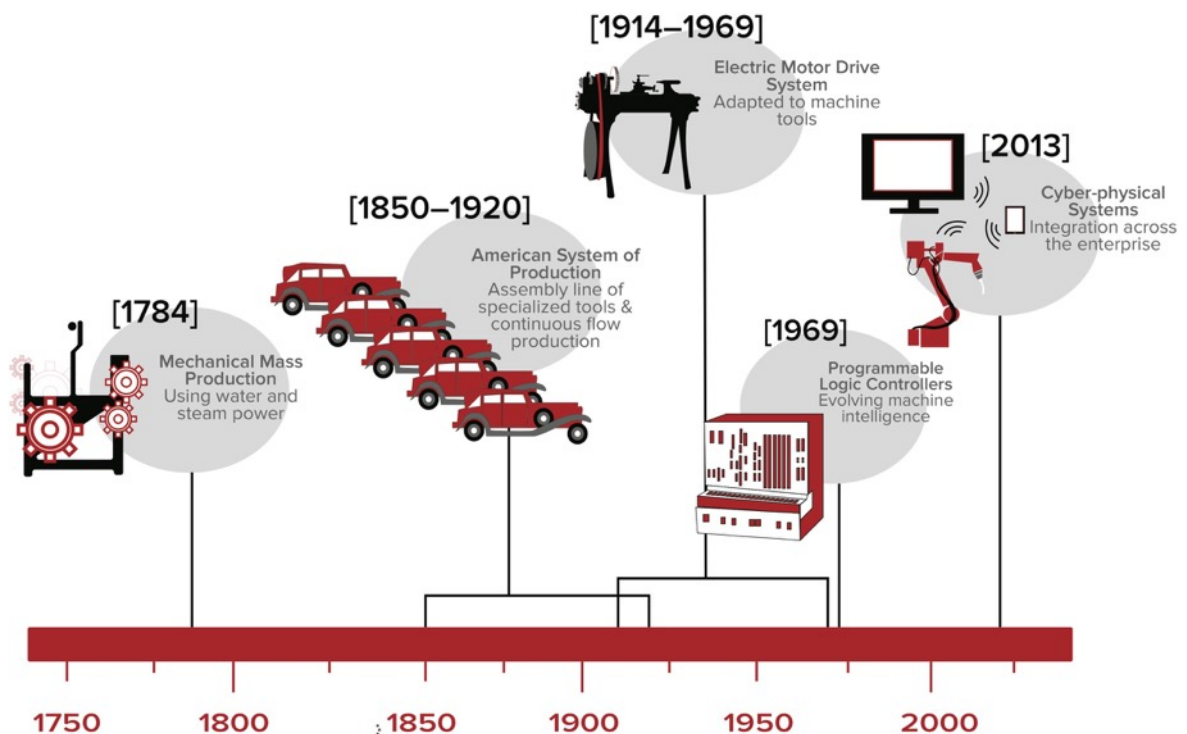 [1784]
Mechanical Mass
Production
Using water and
steam power
[1850–1920]
American System of
Production
Assembly line of
specialized tools &
continuous flow
production
[1914–1969]
Electric Motor Drive
System
Adapted to machine
tools
[1969]
Programmable
Logic Controllers
Evolving machine
intelligence
[2013]
Cyber-physical
Systems
Integration across
the enterprise
1750 1800 1850 1900 1950 2000